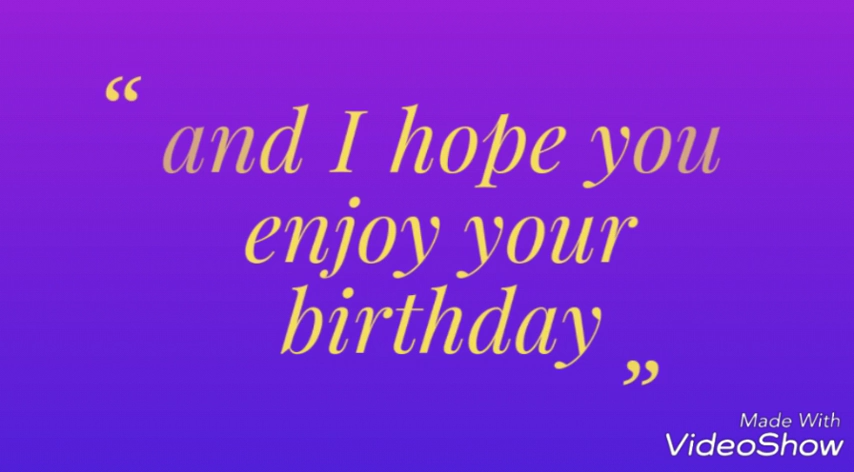 “ and I hope you
enjoy your
birthday ”
Made With
VideoShow